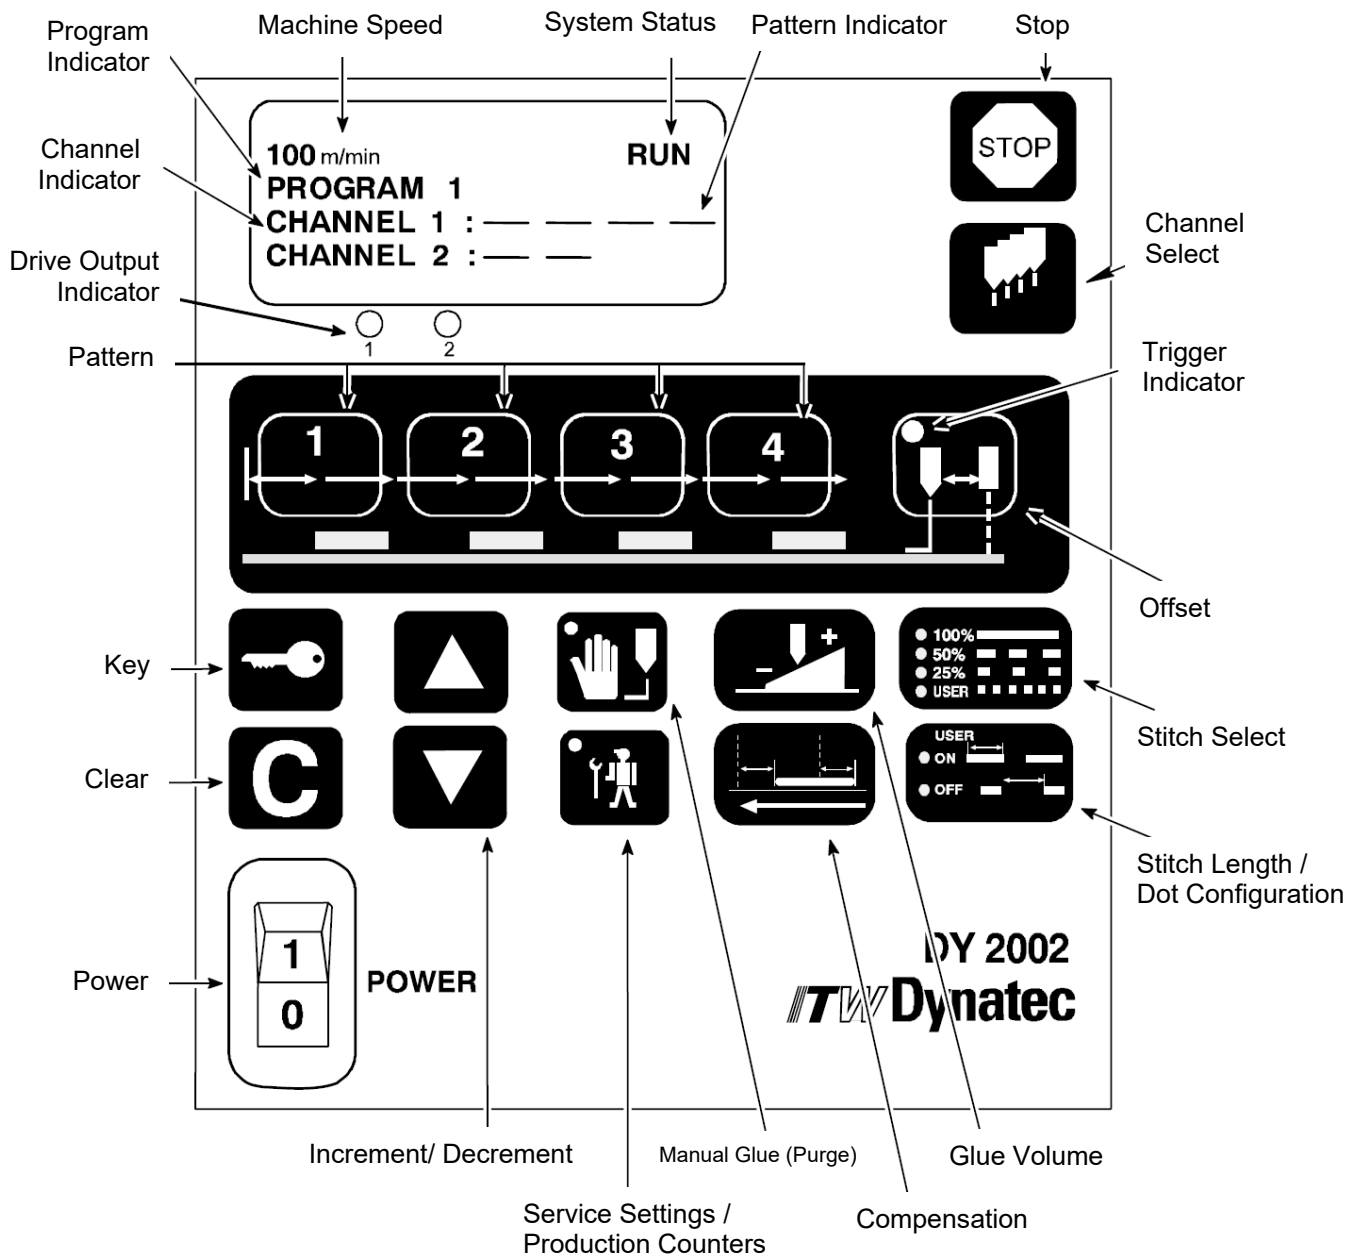 Program
Indicator
Machine Speed
System Status
Pattern Indicator
Stop
100 m/min
RUN
PROGRAM 1
CHANNEL 1 : — — — —
CHANNEL 2 : — —
STOP
Channel
Indicator
Channel
Select
Drive Output
Indicator
1
2
Pattern
Trigger
Indicator
1
2
3
4
Offset
Key
100%
50%
25%
USER
Stitch Select
Clear
C
USER
ON
OFF
Stitch Length /
Dot Configuration
Power
1
0
POWER
DY 2002
ITW Dynatec
Increment/ Decrement
Manual Glue (Purge)
Glue Volume
Service Settings /
Production Counters
Compensation